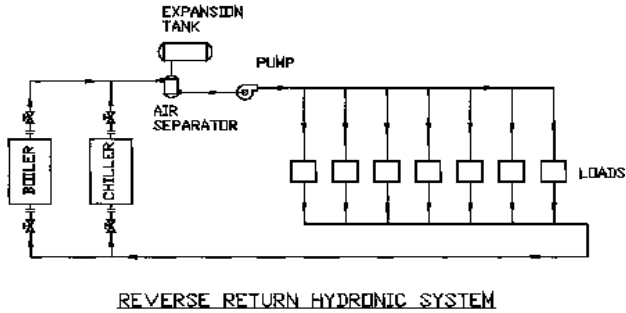 EXPANSION
TANK
PUMP
AIR
SEPARATOR
BOILER
CHILLER
LOADS
REVERSE RETURN HYDRONIC SYSTEM